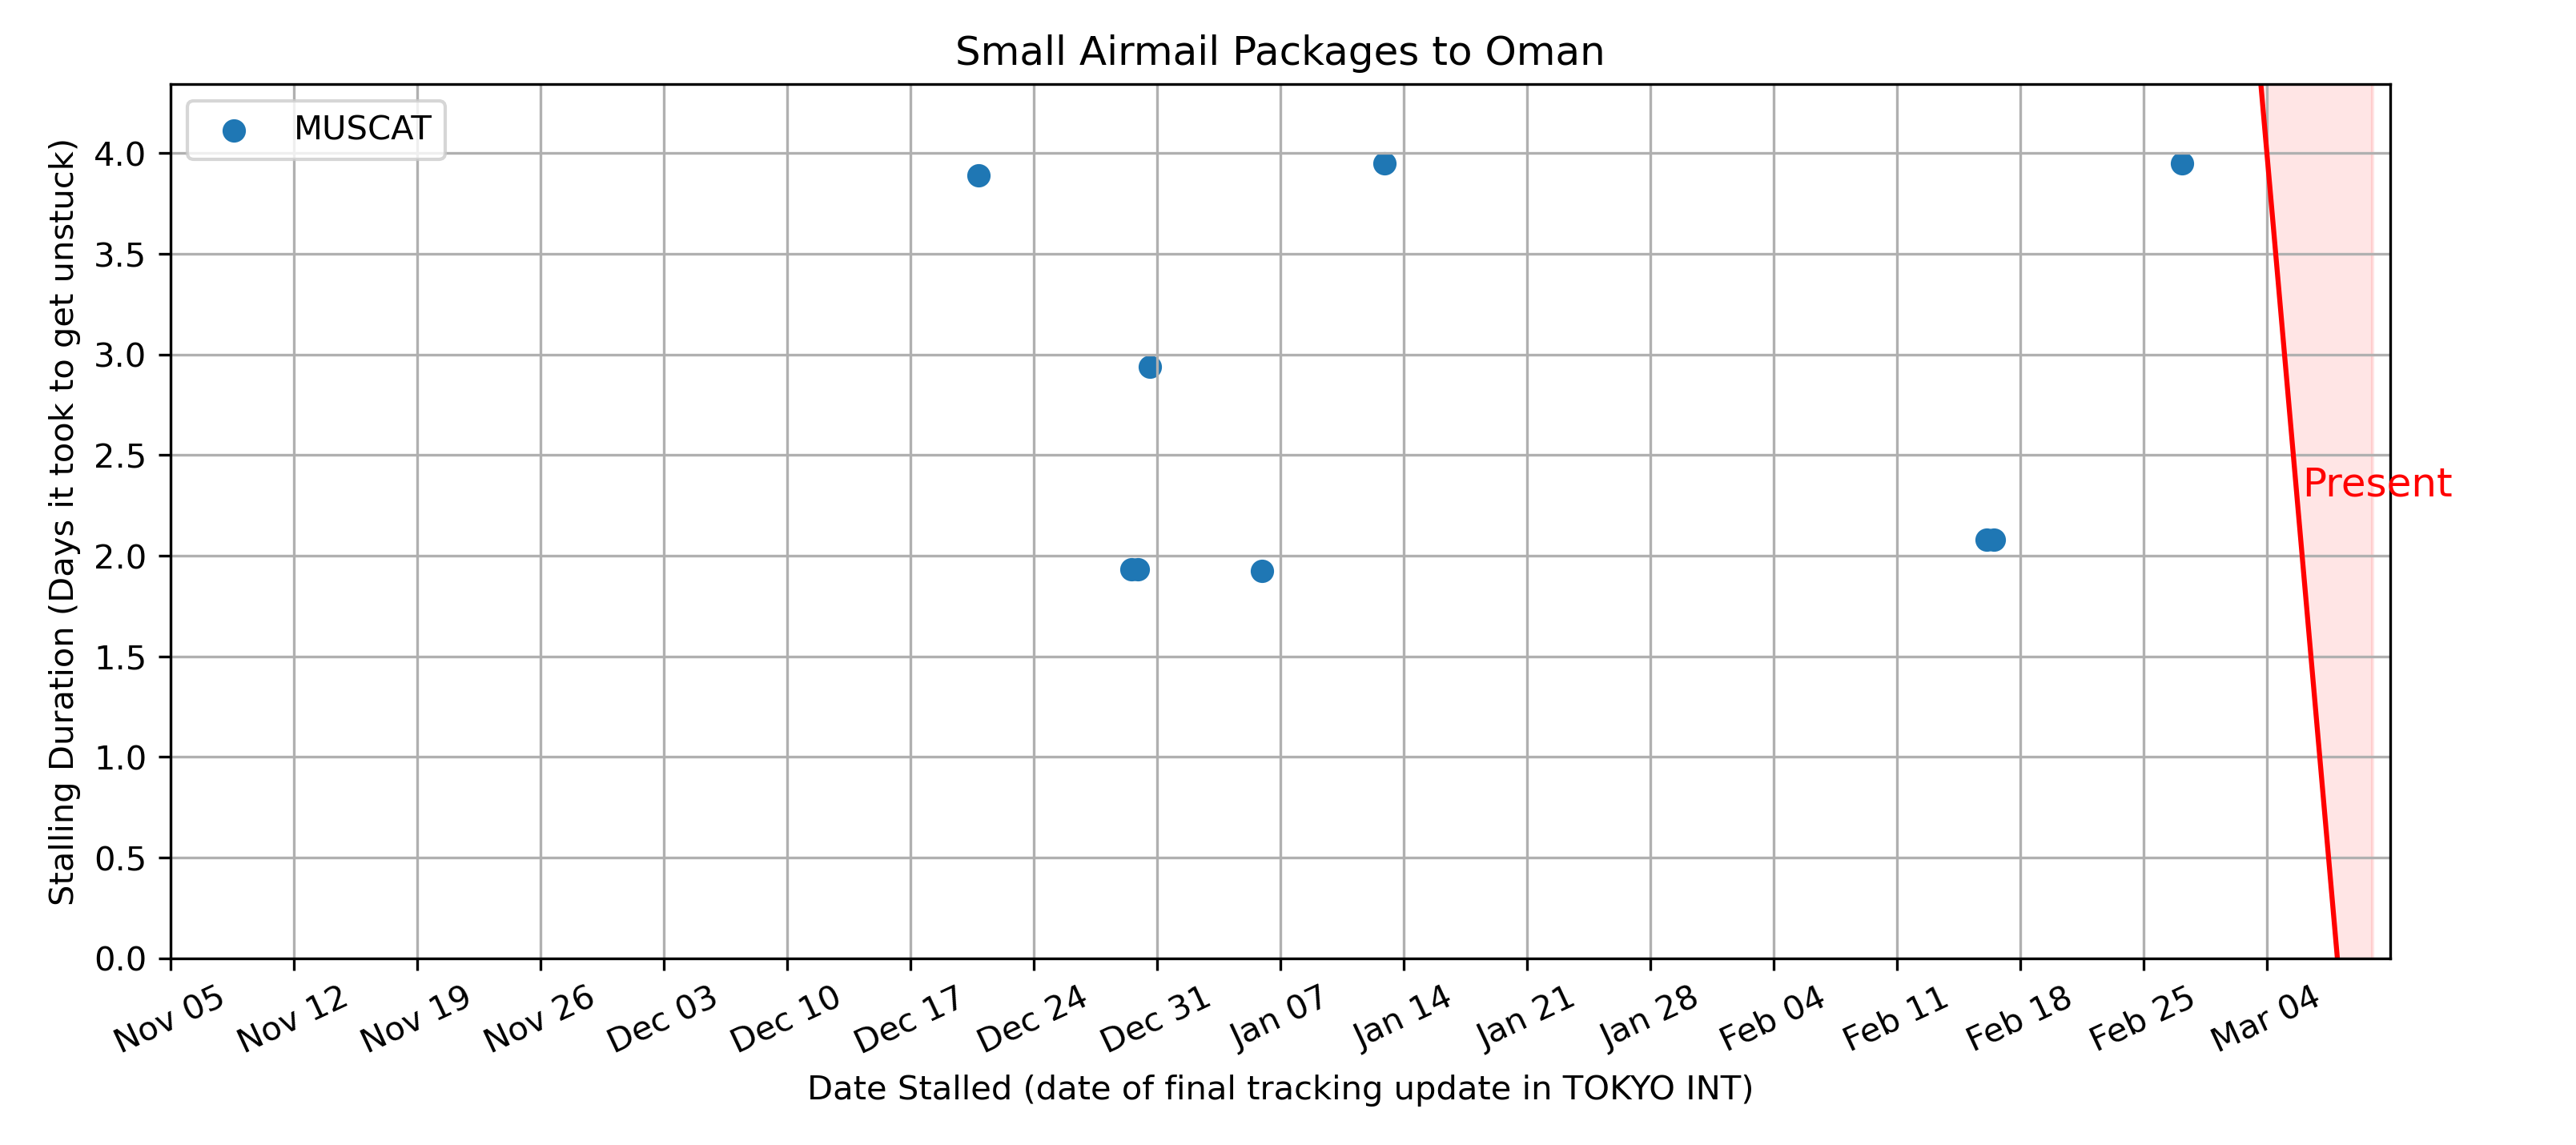 Small Airmail Packages to Oman
MUSCAT
Stalling Duration (Days it took to get unstuck)
4.0
3.5
3.0
2.5
2.0
1.5
1.0
0.5
0.0
Present
Nov 05
Nov 12
Nov 19
Nov 26
Dec 03
Dec 10
Dec 17
Dec 24
Dec 31
Jan 07
Jan 14
Jan 21
Jan 28
Feb 04
Feb 11
Feb 18
Feb 25
Mar 04
Date Stalled (date of final tracking update in TOKYO INT)